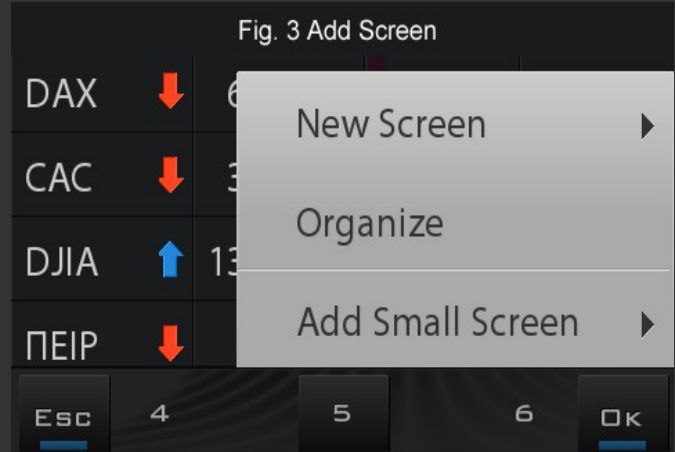 Fig. 3 Add Screen
DAX
New Screen
CAC
Organize
DJIA 13
Add Small Screen
ΠΕΙΡ
Esc 4 5 6 Ok